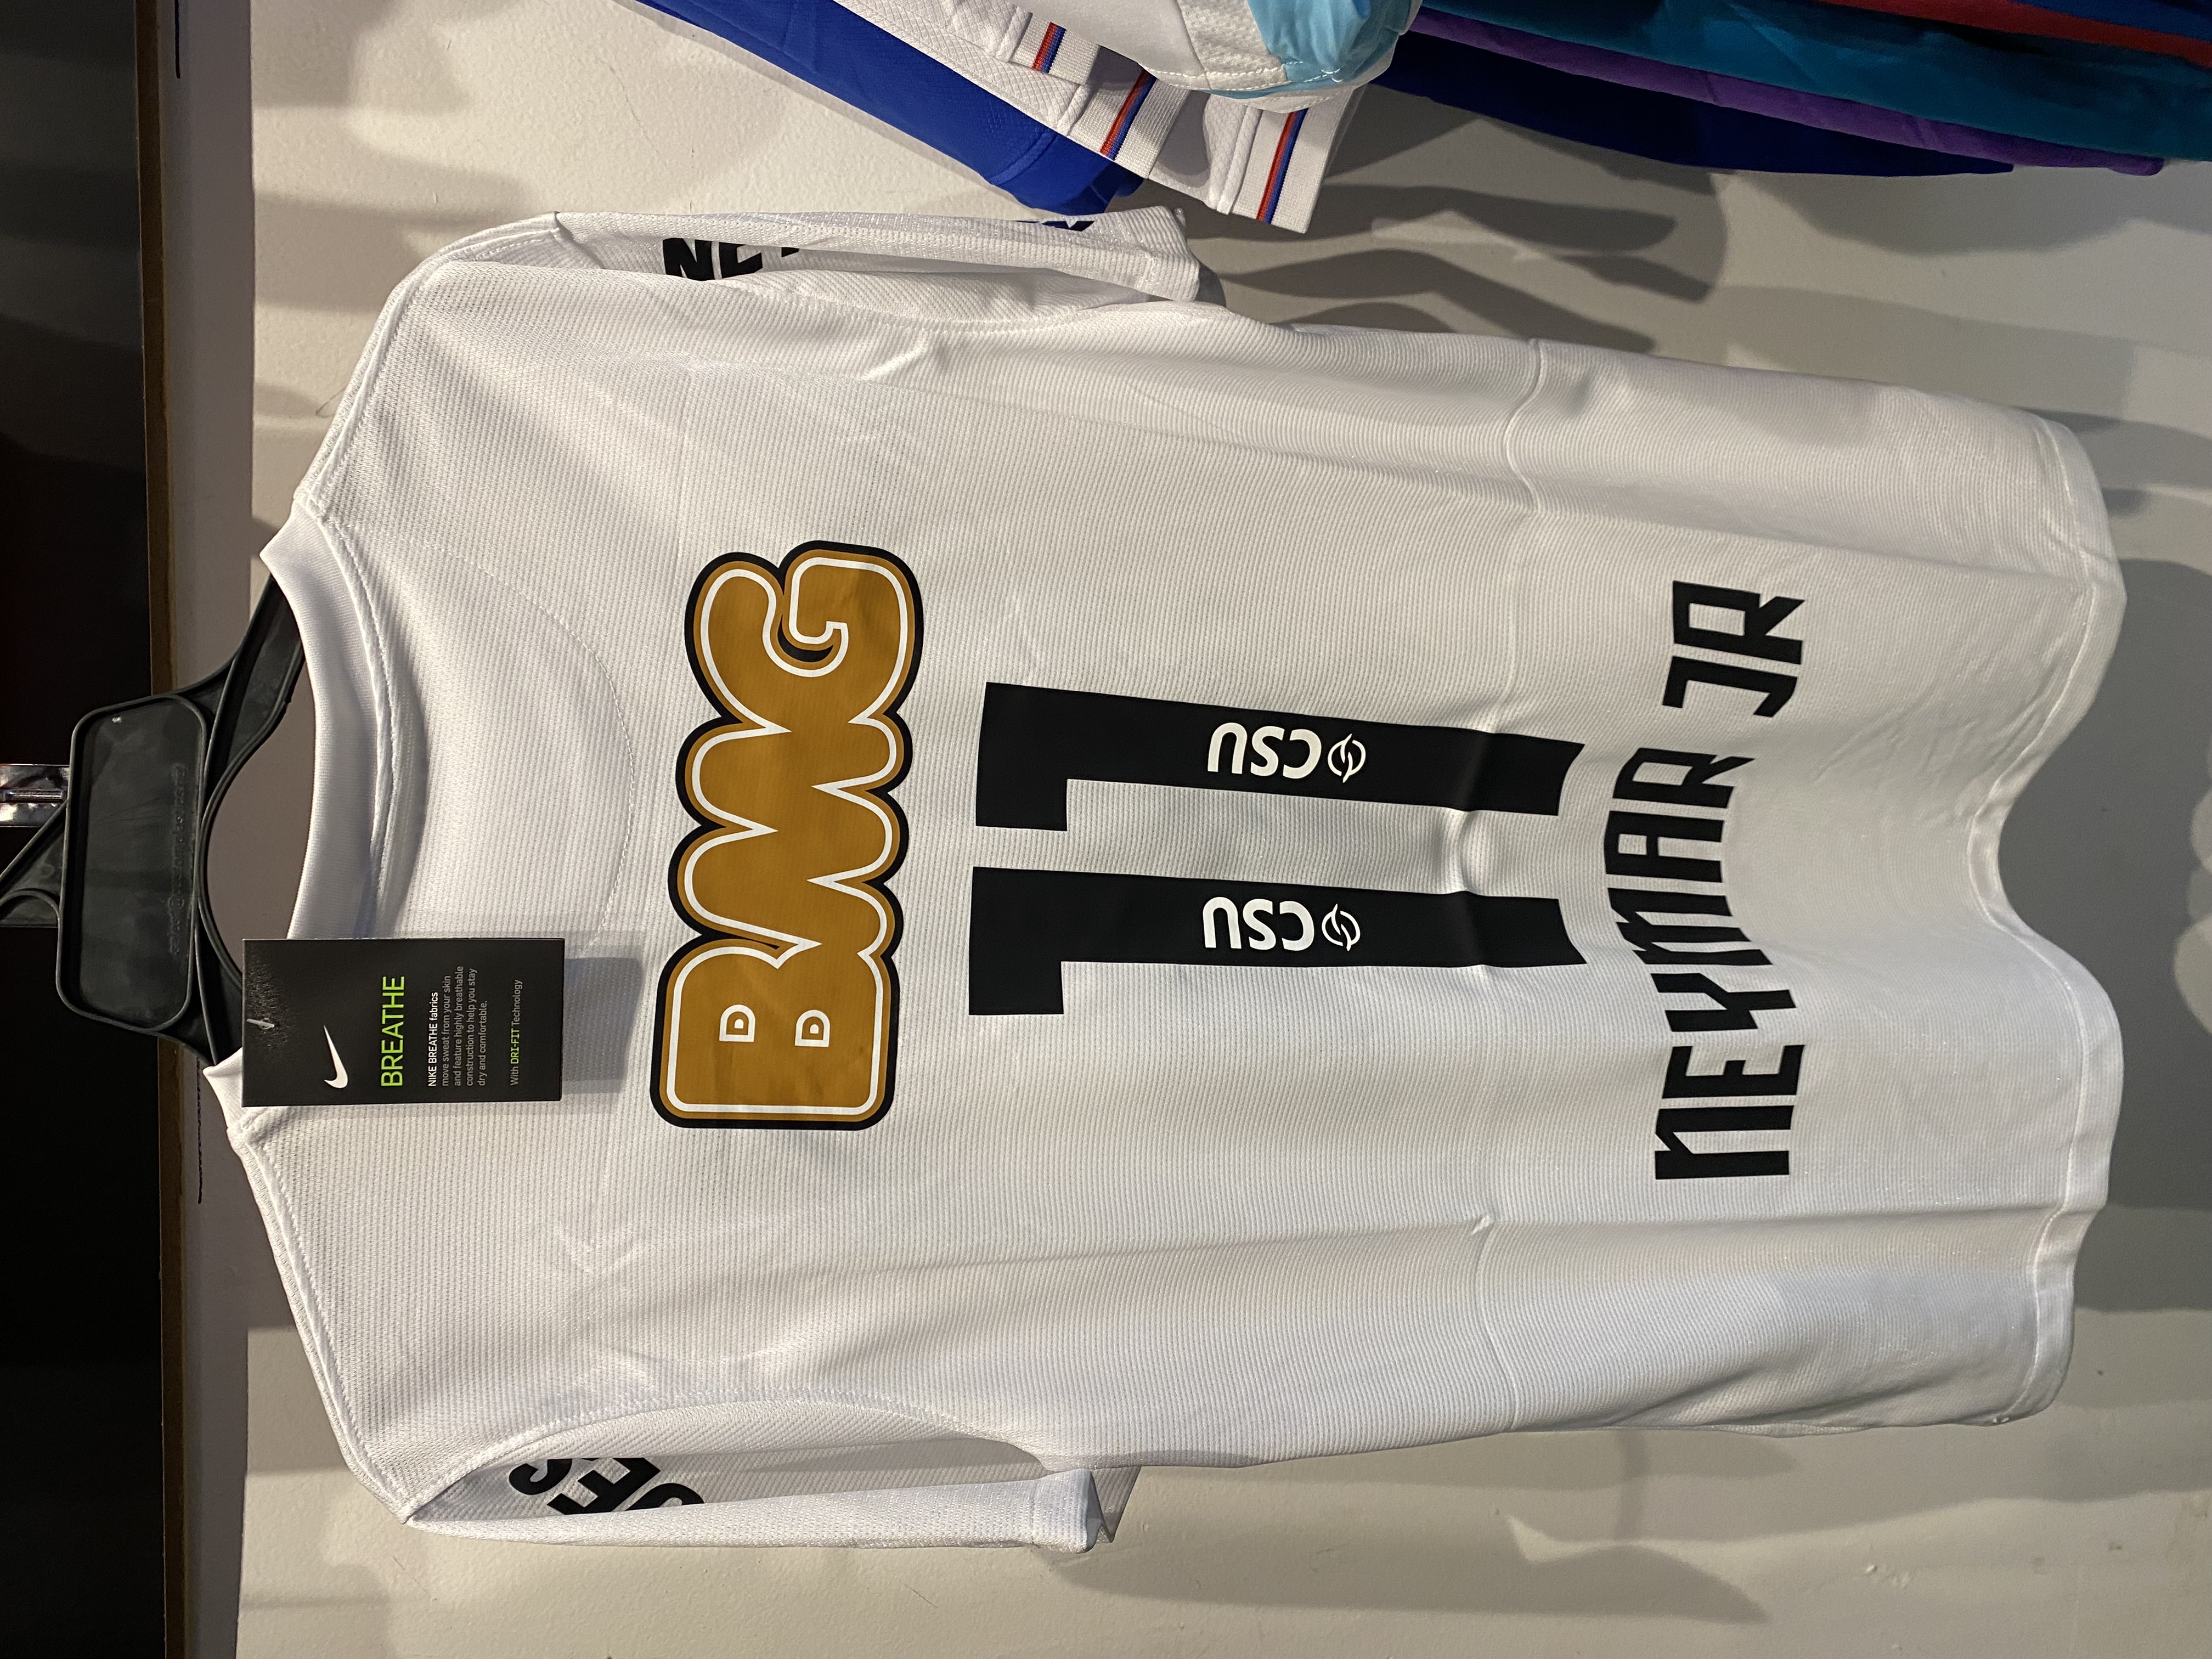 BREATHE
NIKE BREATHE fabrics
move sweat from your skin
and feature highly breathable
construction to help you stay
dry and comfortable.
With DRI-FIT Technology
BMG
11
CSU CSU
NEYMAR JR